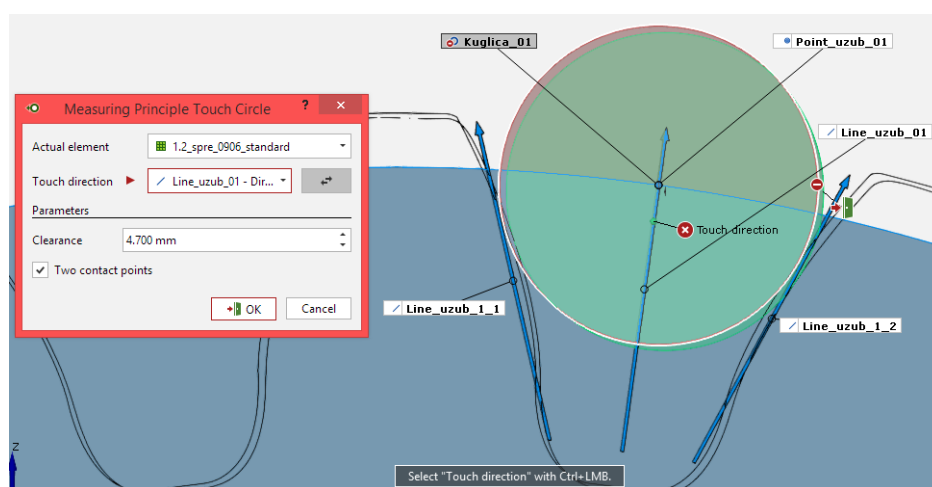 Kuglica_01
Point_uzub_01
Measuring Principle Touch Circle ? ×
Actual element 1.2_spre_0906_standard
Line_uzub_01
Touch direction Line_uzub_01 - Dir...
Parameters
Touch direction
Clearance 4.700 mm
Two contact points
OK Cancel
Line_uzub_1_1
Line_uzub_1_2
z
Select "Touch direction" with Ctrl+LMB.